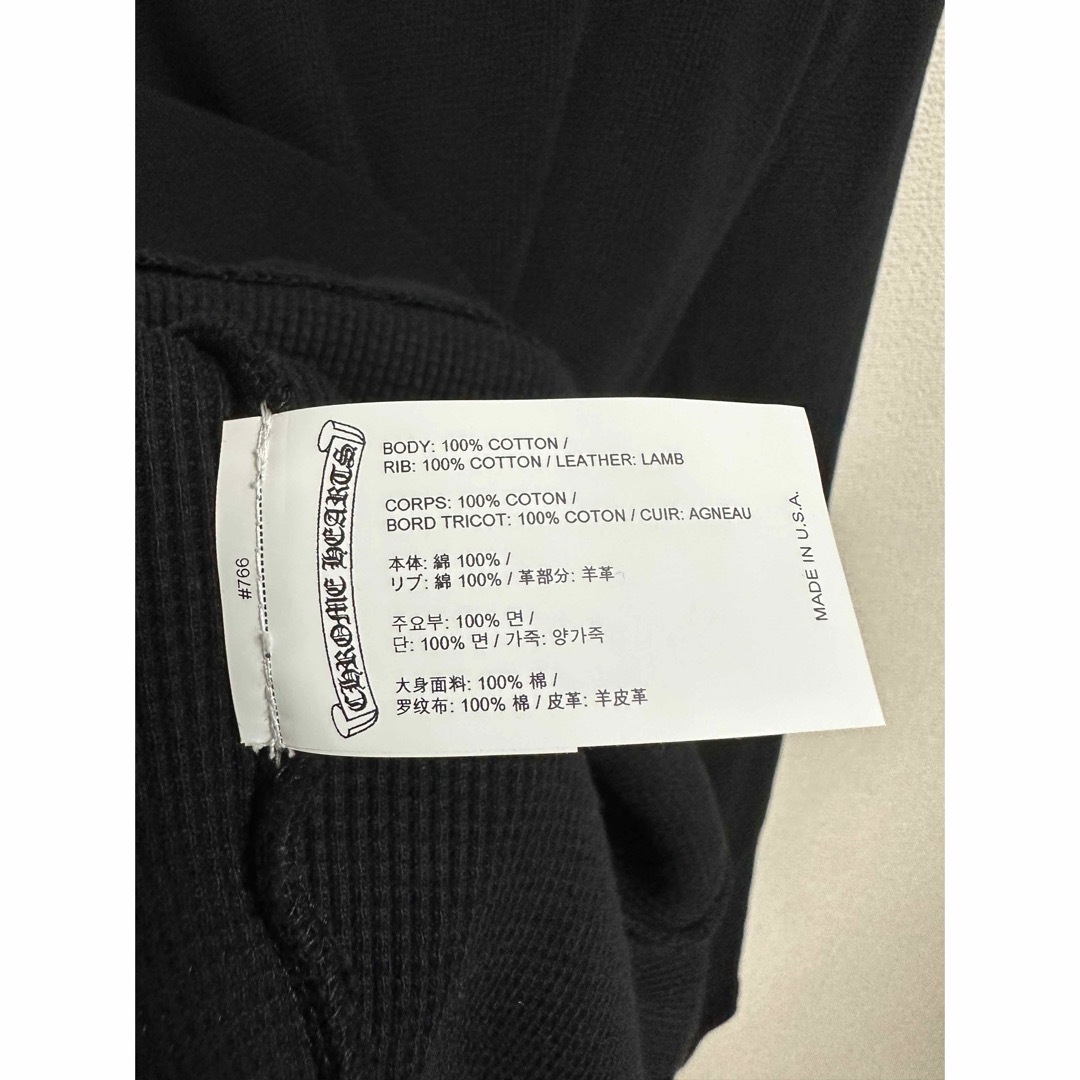 #766
CHROME HEARTS
BODY: 100% COTTON /
RIB: 100% COTTON / LEATHER: LAMB
CORPS: 100% COTON /
BORD TRICOT: 100% COTON / CUIR: AGNEAU
本体: 綿 100% /
リブ: 綿 100% / 革部分: 羊革
주요부: 100% 면 /
단: 100% 면 / 가죽: 양가죽
大身面料: 100% 棉 /
罗纹布: 100% 棉 / 皮革: 羊皮革
MADE IN U.S.A.